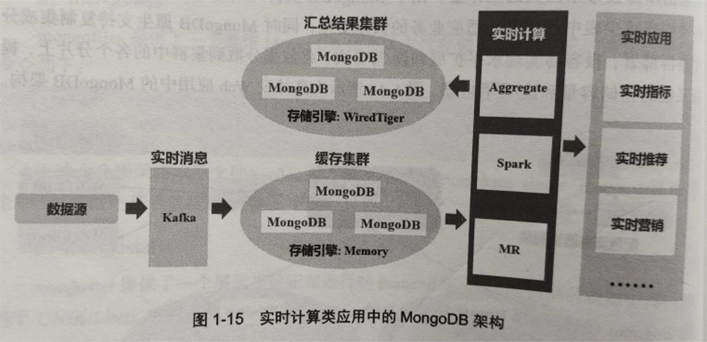 汇总结果集群
MongoDB
MongoDB
MongoDB
存储引擎: WiredTiger
实时计算
Aggregate
Spark
MR
实时应用
实时指标
实时推荐
实时营销
……
数据源
实时消息
Kafka
缓存集群
MongoDB
MongoDB
MongoDB
存储引擎: Memory
图 1-15 实时计算类应用中的 MongoDB 架构